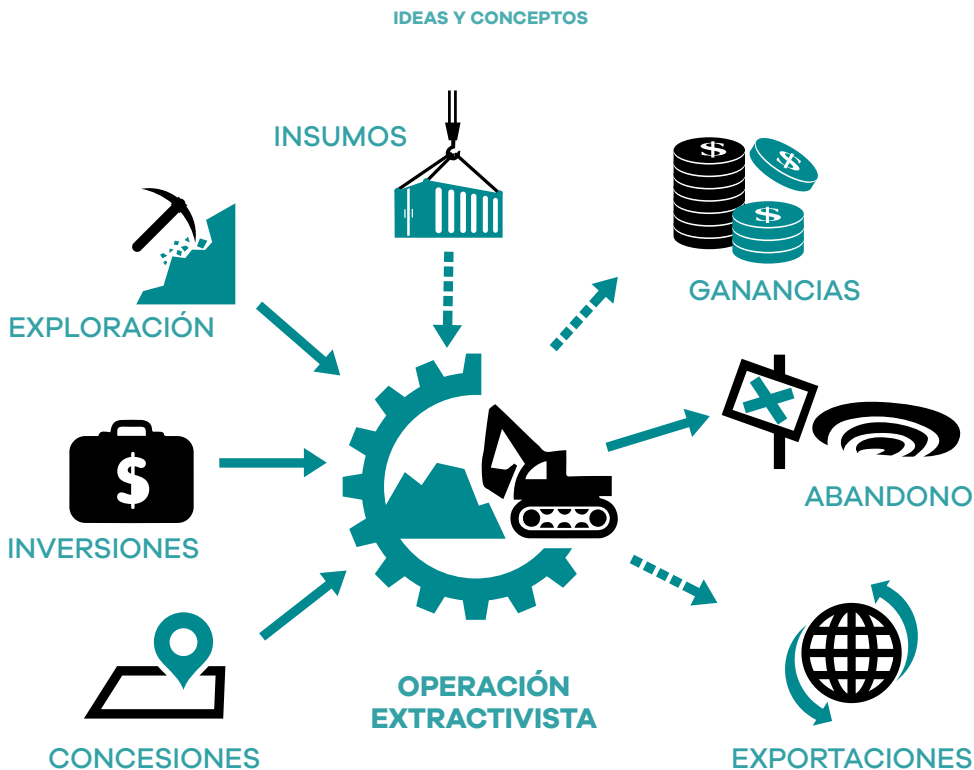 IDEAS Y CONCEPTOS
INSUMOS
$
$
$
GANANCIAS
EXPLORACIÓN
$
INVERSIONES
ABANDONO
CONCESIONES
OPERACIÓN
EXTRACTIVISTA
EXPORTACIONES